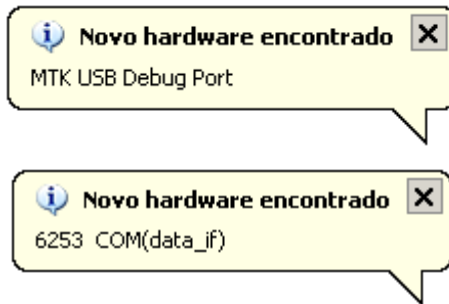 Novo hardware encontrado
MTK USB Debug Port
Novo hardware encontrado
6253 COM(data_if)